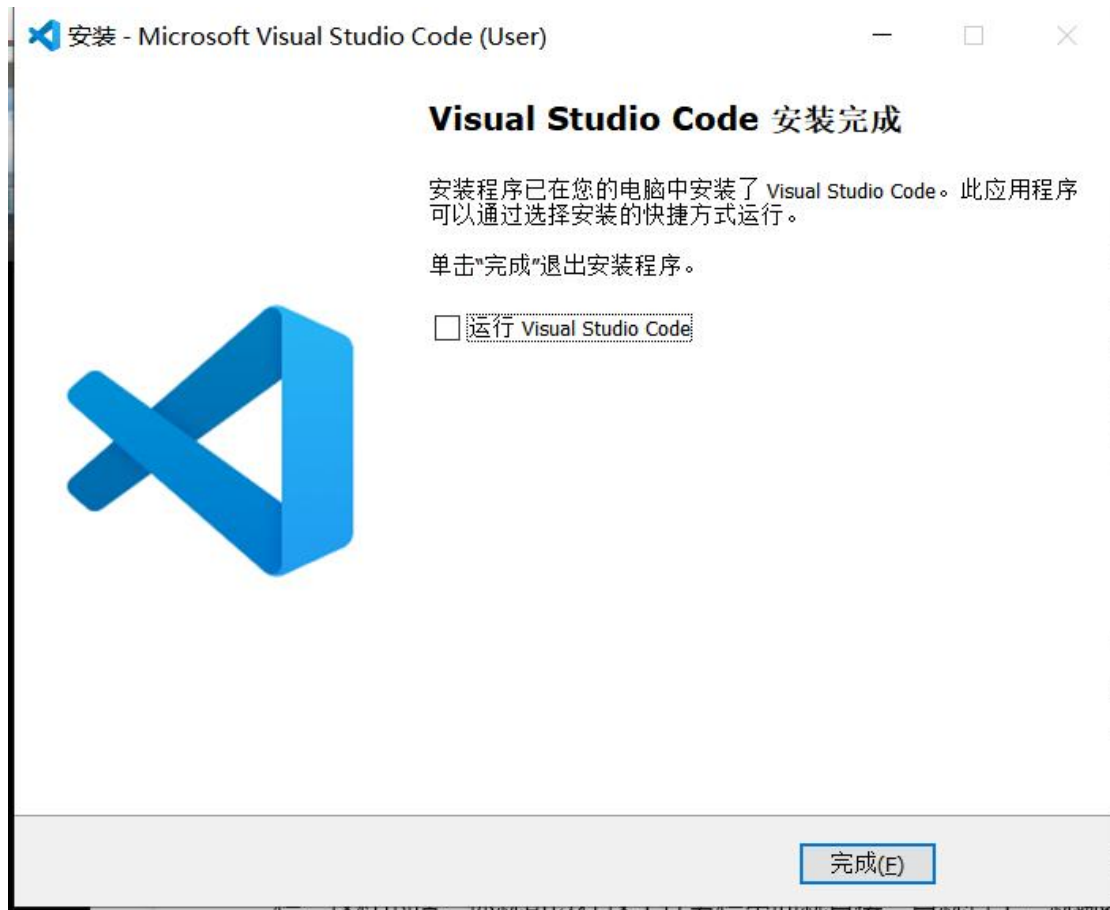 安装 - Microsoft Visual Studio Code (User)
Visual Studio Code 安装完成
安装程序已在您的电脑中安装了 Visual Studio Code。此应用程序
可以通过选择安装的快捷方式运行。
单击"完成"退出安装程序。
运行 Visual Studio Code
完成(F)